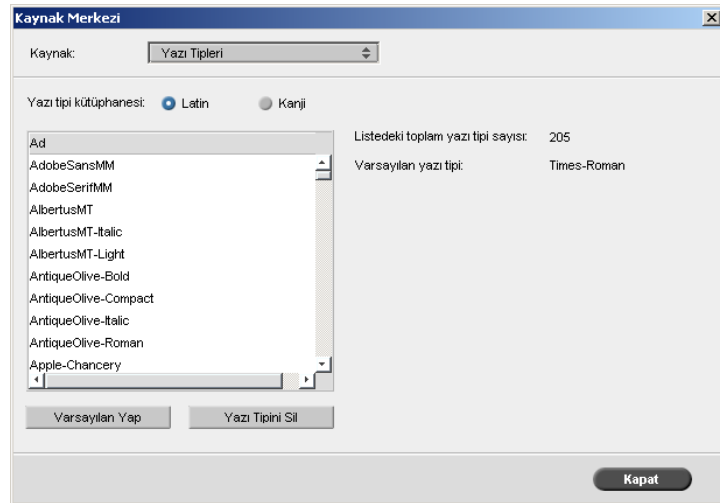 Kaynak Merkezi
Kaynak: Yazı Tipleri
Yazı tipi kütüphanesi: Latin Kanji
Ad
AdobeSansMM
AdobeSerifMM
AlbertusMT
AlbertusMT-Italic
AlbertusMT-Light
AntiqueOlive-Bold
AntiqueOlive-Compact
AntiqueOlive-Italic
AntiqueOlive-Roman
Apple-Chancery
Listedeki toplam yazı tipi sayısı: 205
Varsayılan yazı tipi: Times-Roman
Varsayılan Yap Yazı Tipini Sil
Kapat